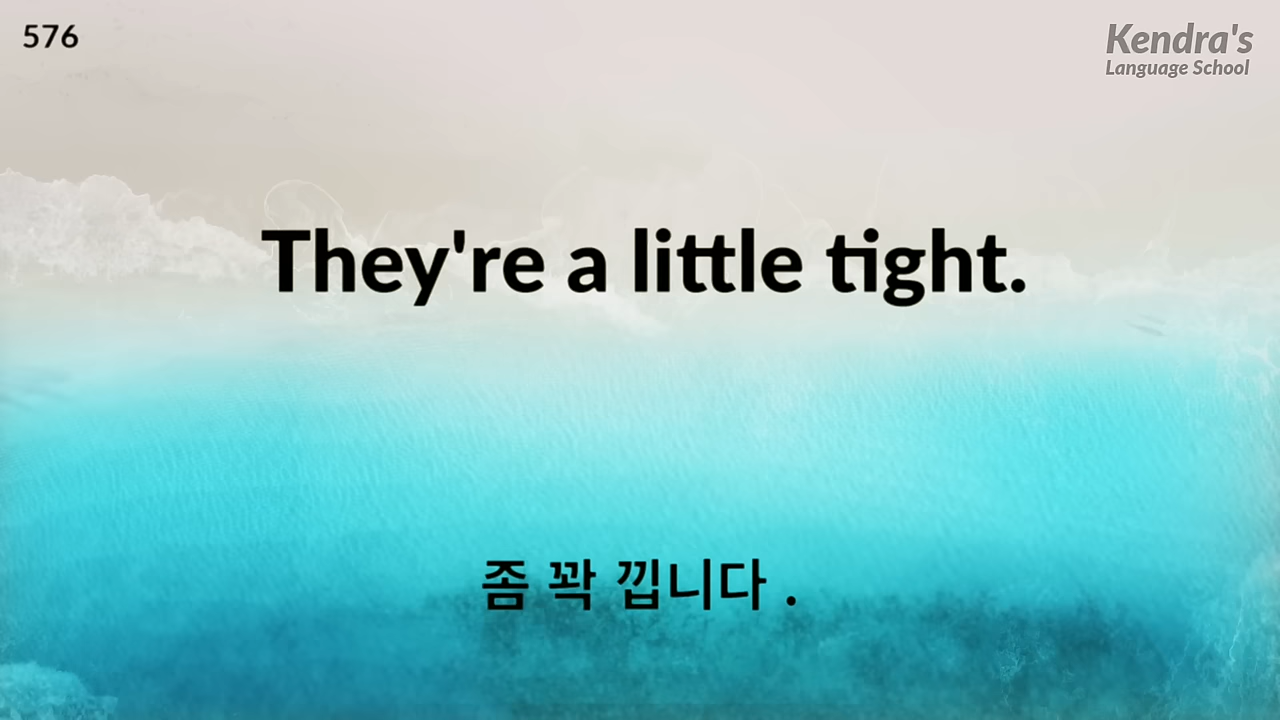 576
Kendra's
Language School
They're a little tight.
좀 꽉 낍니다 .